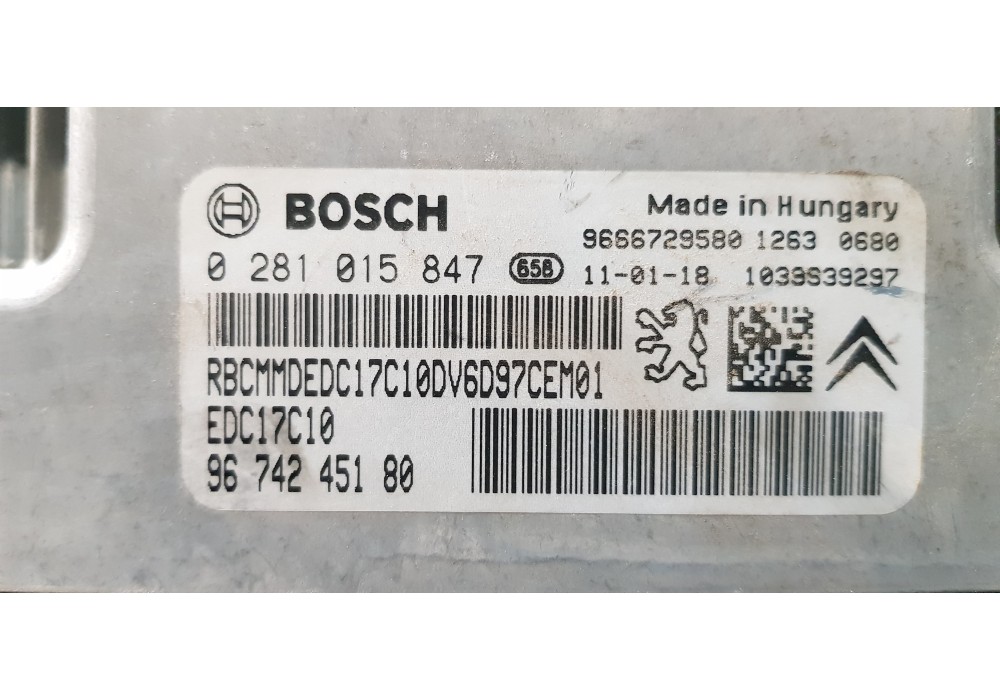 BOSCH
Made in Hungary
9666729580 1263 0680
0 281 015 847 658 11-01-18 1039S39297
RBCMMDEDC17C10DV6D97CEM01
EDC17C10
96 742 451 80